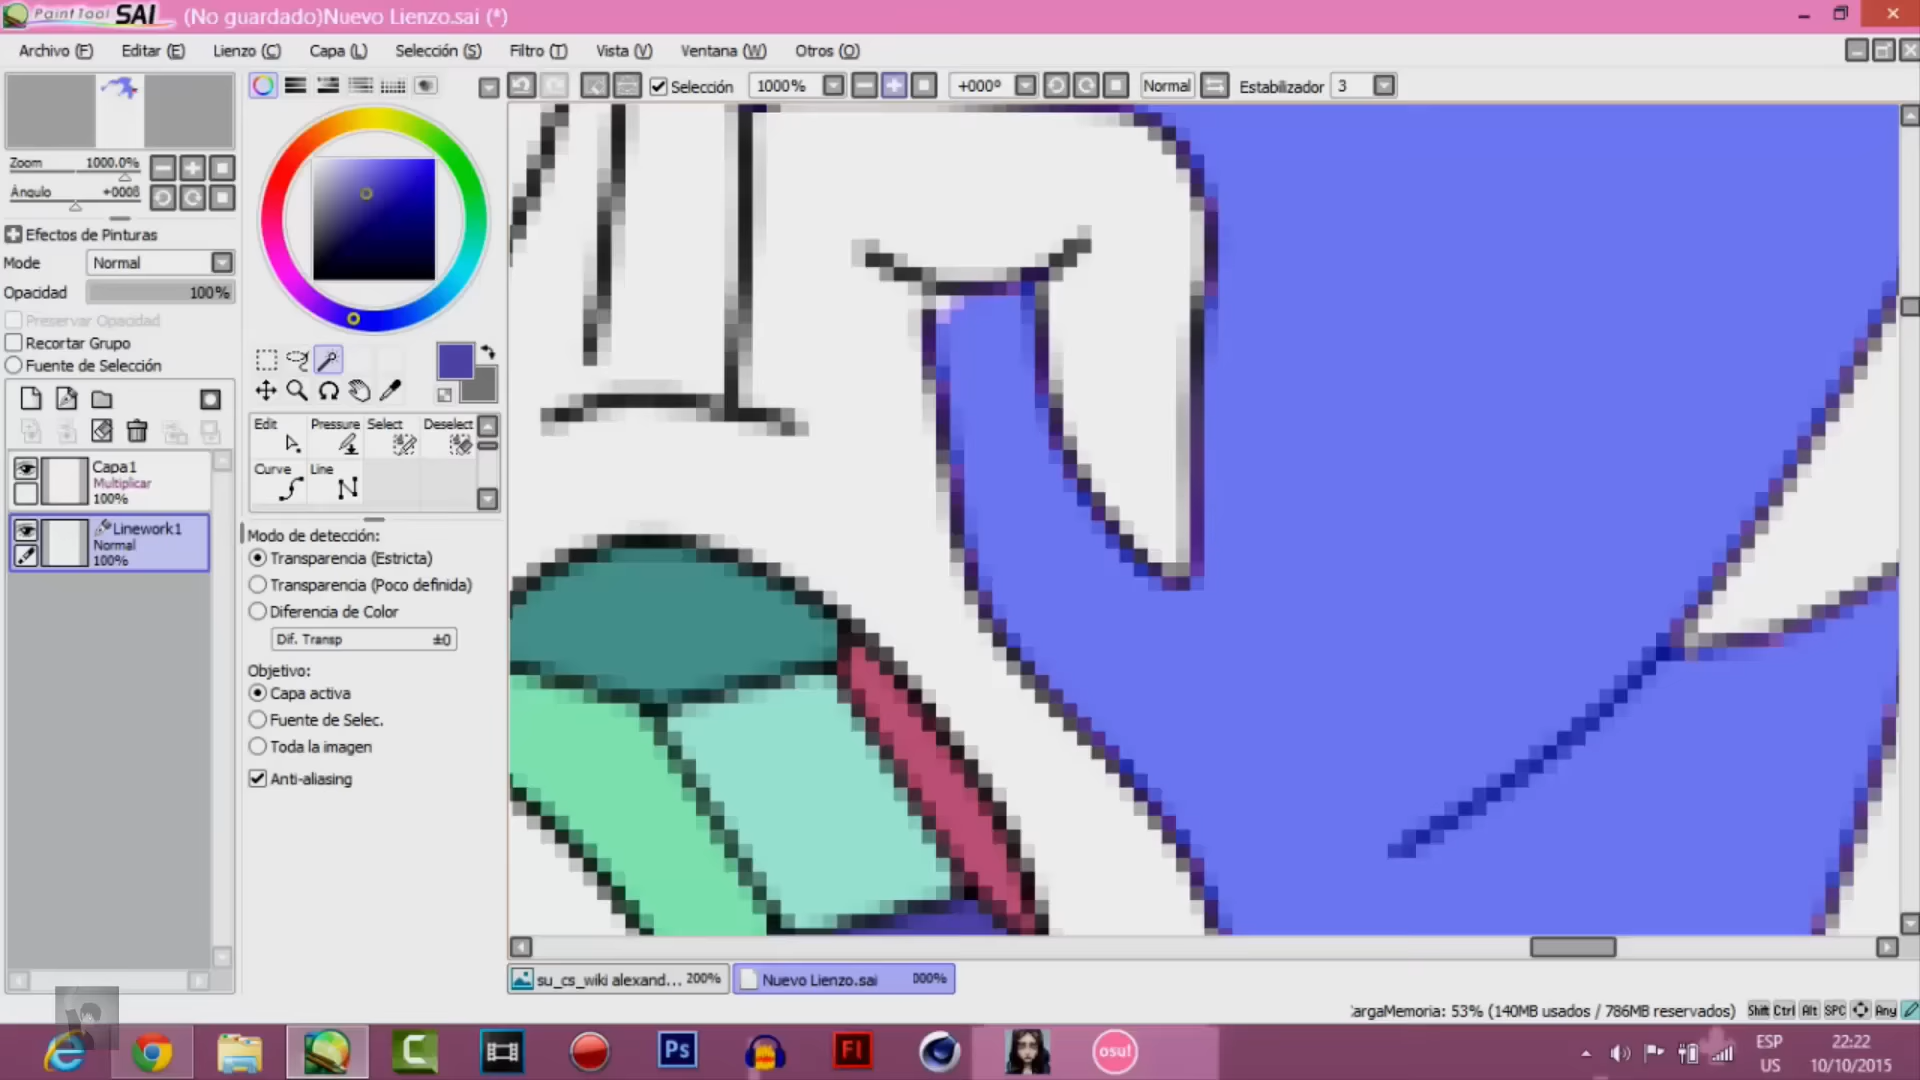 PaintTool SAI (No guardado)Nuevo Lienzo.sai (*)
Archivo (F) Editar (E) Lienzo (C) Capa (L) Selección (S) Filtro (T) Vista (V) Ventana (W) Otros (O)
Selección 1000% +000º Normal Estabilizador 3
Zoom 1000.0%
Ángulo +000ß
Efectos de Pinturas
Mode Normal
Opacidad 100%
Preservar Opacidad
Recortar Grupo
Fuente de Selección
Capa1
Multiplicar
100%
Linework1
Normal
100%
Edit Pressure Select Deselect
Curve Line
Modo de detección:
Transparencia (Estricta)
Transparencia (Poco definida)
Diferencia de Color
Dif. Transp ±0
Objetivo:
Capa activa
Fuente de Selec.
Toda la imagen
Anti-aliasing
su_cs_wiki alexand... 200% Nuevo Lienzo.sai 000%
argaMemoria: 53% (140MB usados / 786MB reservados) Shift Ctrl Alt SPC Any
Ps Fl osu!
ESP 22:22
US 10/10/2015